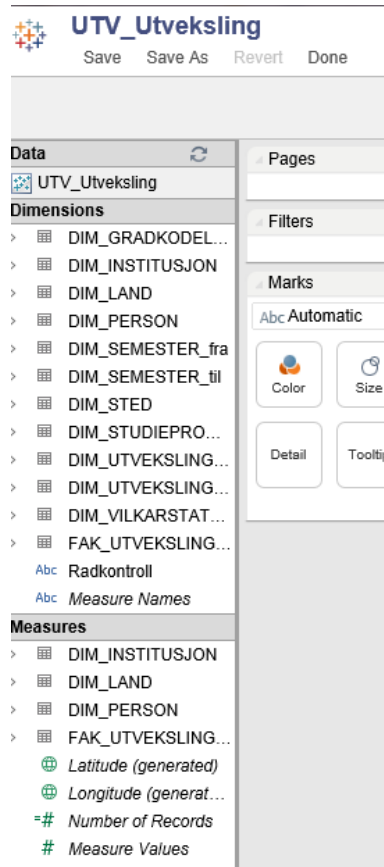 UTV_Utveksling
Save Save As Revert Done
Data
UTV_Utveksling
Dimensions
DIM_GRADKODEL...
DIM_INSTITUSJON
DIM_LAND
DIM_PERSON
DIM_SEMESTER_fra
DIM_SEMESTER_til
DIM_STED
DIM_STUDIEPRO...
DIM_UTVEKSLING...
DIM_UTVEKSLING...
DIM_VILKARSTAT...
FAK_UTVEKSLING...
Abc Radkontroll
Abc Measure Names
Measures
DIM_INSTITUSJON
DIM_LAND
DIM_PERSON
FAK_UTVEKSLING...
Latitude (generated)
Longitude (generat...
=# Number of Records
# Measure Values
Pages
Filters
Marks
Abc Automatic
Color Size
Detail Tooltip